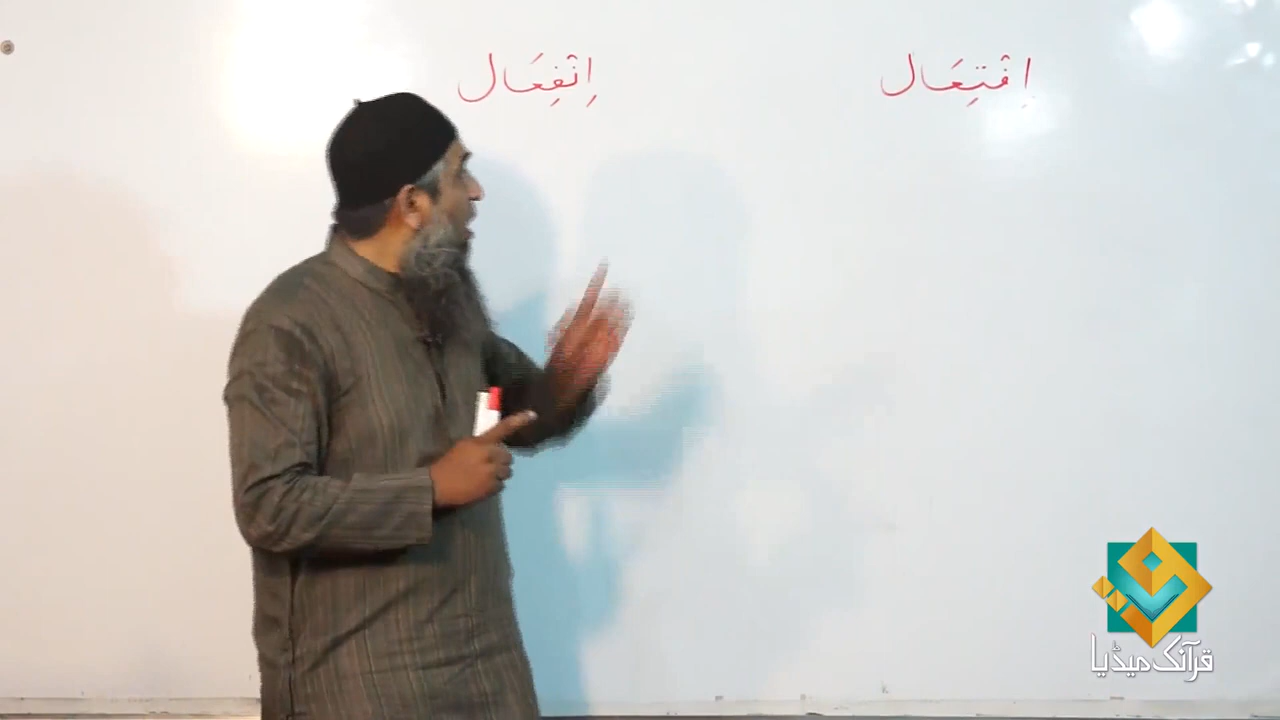 اِفْتِعَال
اِنْفِعَال
قرآنک میڈیا